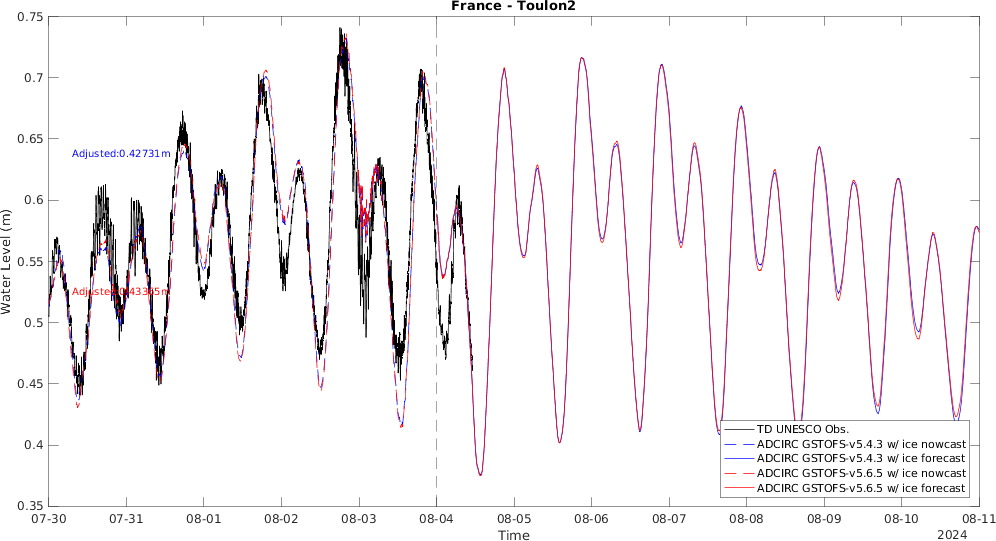 France - Toulon2
0.75
0.7
0.65
0.6
0.55
0.5
0.45
0.4
0.35
Water Level (m)
Adjusted:0.42731m
TD UNESCO Obs.
ADCIRC GSTOFS-v5.4.3 w/ ice nowcast
ADCIRC GSTOFS-v5.4.3 w/ ice forecast
ADCIRC GSTOFS-v5.6.5 w/ ice nowcast
ADCIRC GSTOFS-v5.6.5 w/ ice forecast
07-30 07-31 08-01 08-02 08-03 08-04 08-05 08-06 08-07 08-08 08-09 08-10 08-11
Time
2024